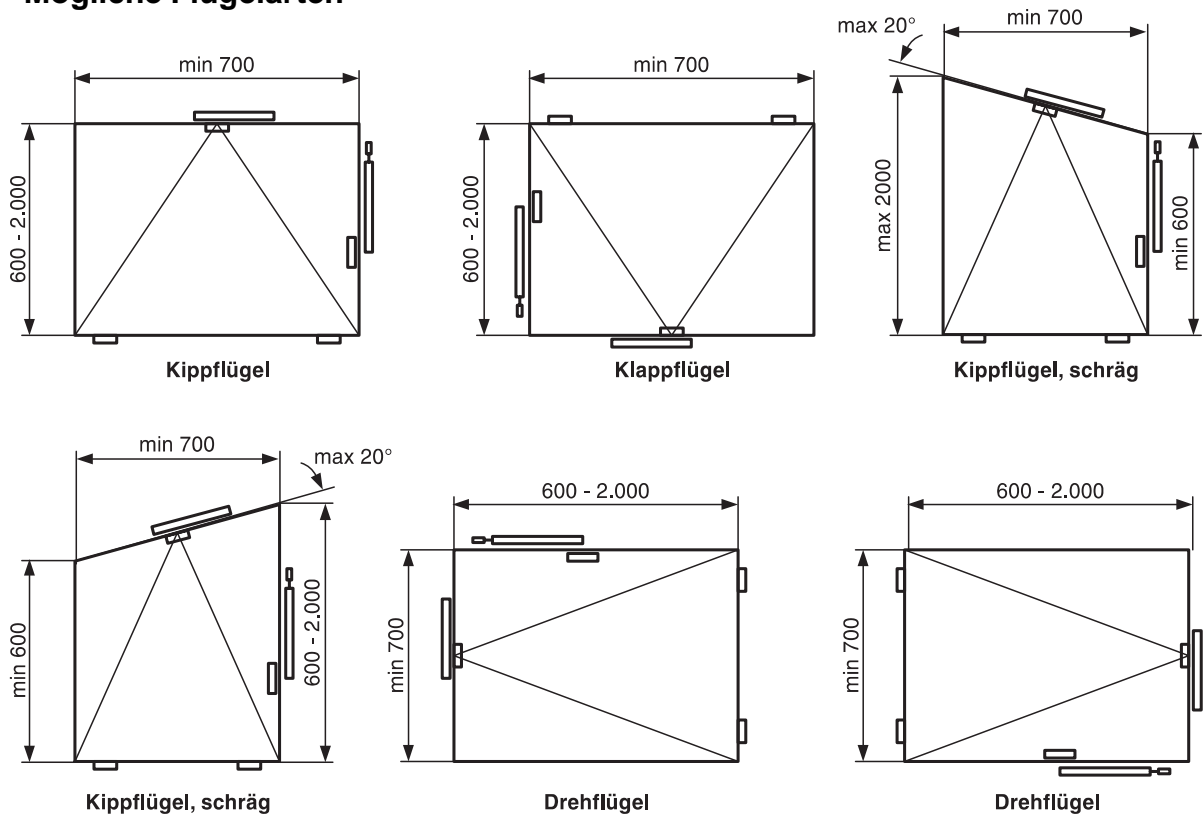 Mögliche Flügelarten
min 700
600 - 2.000
Kippflügel
min 700
600 - 2.000
Klappflügel
max 20°
min 700
max 2000
min 600
Kippflügel, schräg
min 700
max 20°
min 600
600 - 2.000
Kippflügel, schräg
600 - 2.000
min 700
Drehflügel
600 - 2.000
min 700
Drehflügel